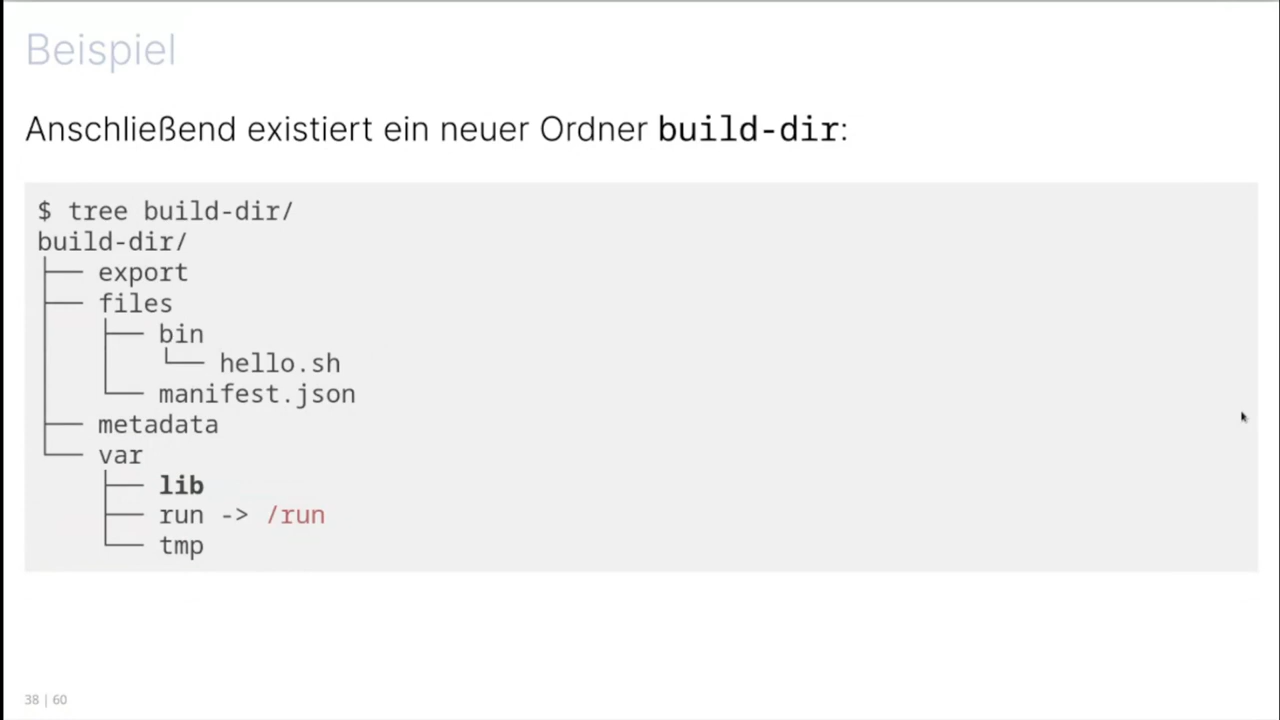 Beispiel
Anschließend existiert ein neuer Ordner build-dir:
$ tree build-dir/
build-dir/
├── export
├── files
│   ├── bin
│   │   └── hello.sh
│   └── manifest.json
├── metadata
└── var
    ├── lib
    ├── run -> /run
    └── tmp
38 | 60